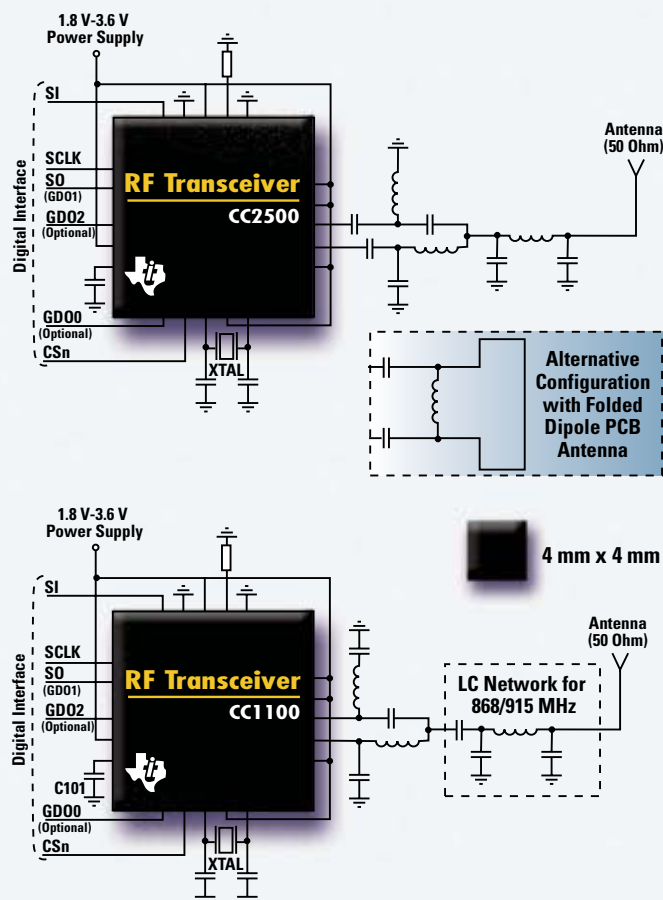 1.8 V-3.6 V
Power Supply
Digital Interface
SI
SCLK
SO
(GDO1)
GDO2
(Optional)
GDO0
(Optional)
CSn
RF Transceiver
CC2500
XTAL
Antenna
(50 Ohm)
Alternative
Configuration
with Folded
Dipole PCB
Antenna
4 mm x 4 mm
1.8 V-3.6 V
Power Supply
Digital Interface
SI
SCLK
SO
(GDO1)
GDO2
(Optional)
C101
GDO0
(Optional)
CSn
RF Transceiver
CC1100
XTAL
LC Network for
868/915 MHz
Antenna
(50 Ohm)